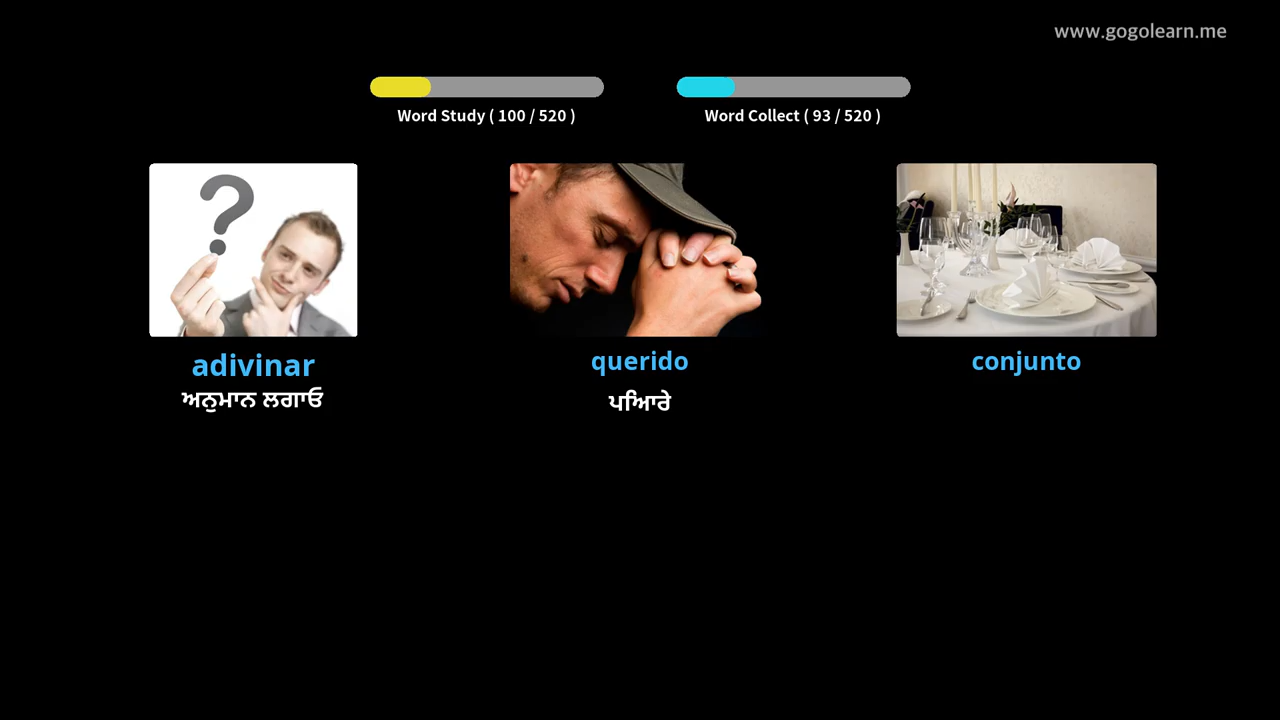 www.gogolearn.me
Word Study ( 100 / 520 )
Word Collect ( 93 / 520 )
?
adivinar
querido
conjunto
ਅਨੁਮਾਨ ਲਗਾਓ
ਪਿਆਰੇ